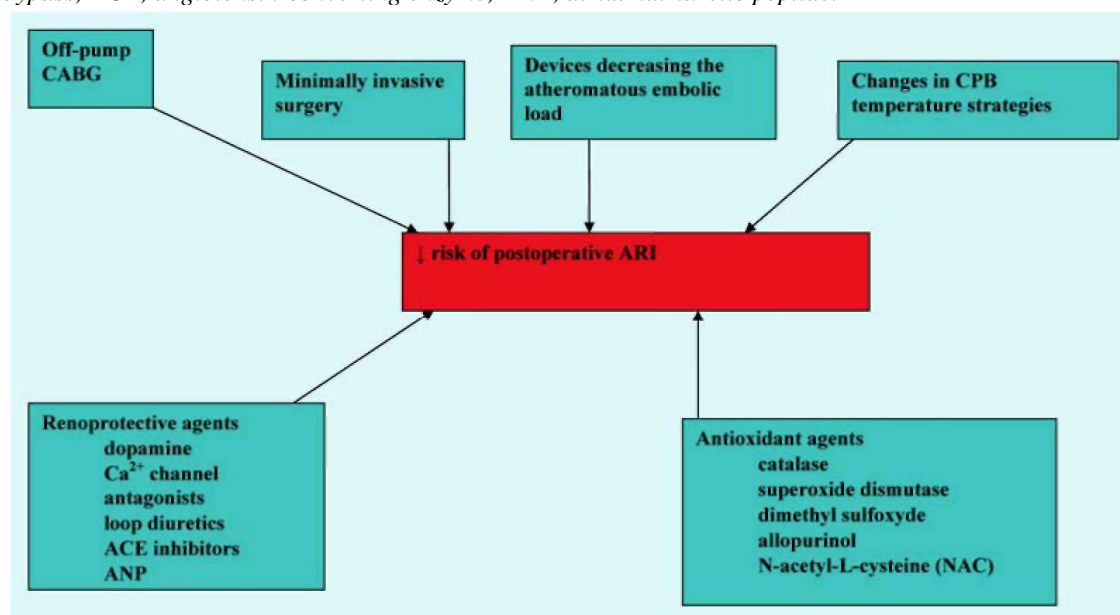 Off-pump
CABG
Minimally invasive
surgery
Devices decreasing the
atheromatous embolic
load
Changes in CPB
temperature strategies
↓ risk of postoperative ARI
Renoprotective agents
dopamine
Ca²⁺ channel
antagonists
loop diuretics
ACE inhibitors
ANP
Antioxidant agents
catalase
superoxide dismutase
dimethyl sulfoxyde
allopurinol
N-acetyl-L-cysteine (NAC)